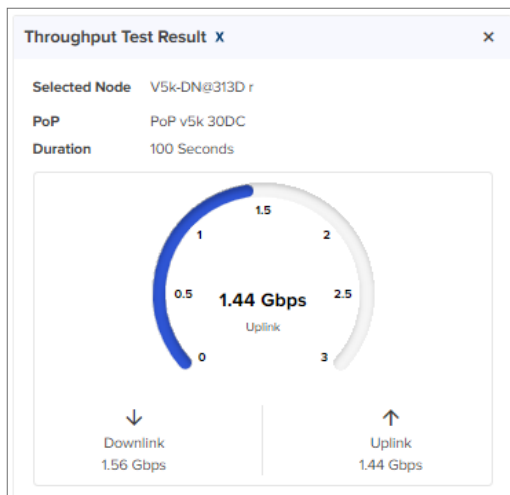 Throughput Test Result X ×
Selected Node V5k-DN@313D r
PoP PoP v5k 30DC
Duration 100 Seconds
1.5
1 2
0.5 1.44 Gbps 2.5
Uplink
0 3
↓ ↑
Downlink Uplink
1.56 Gbps 1.44 Gbps